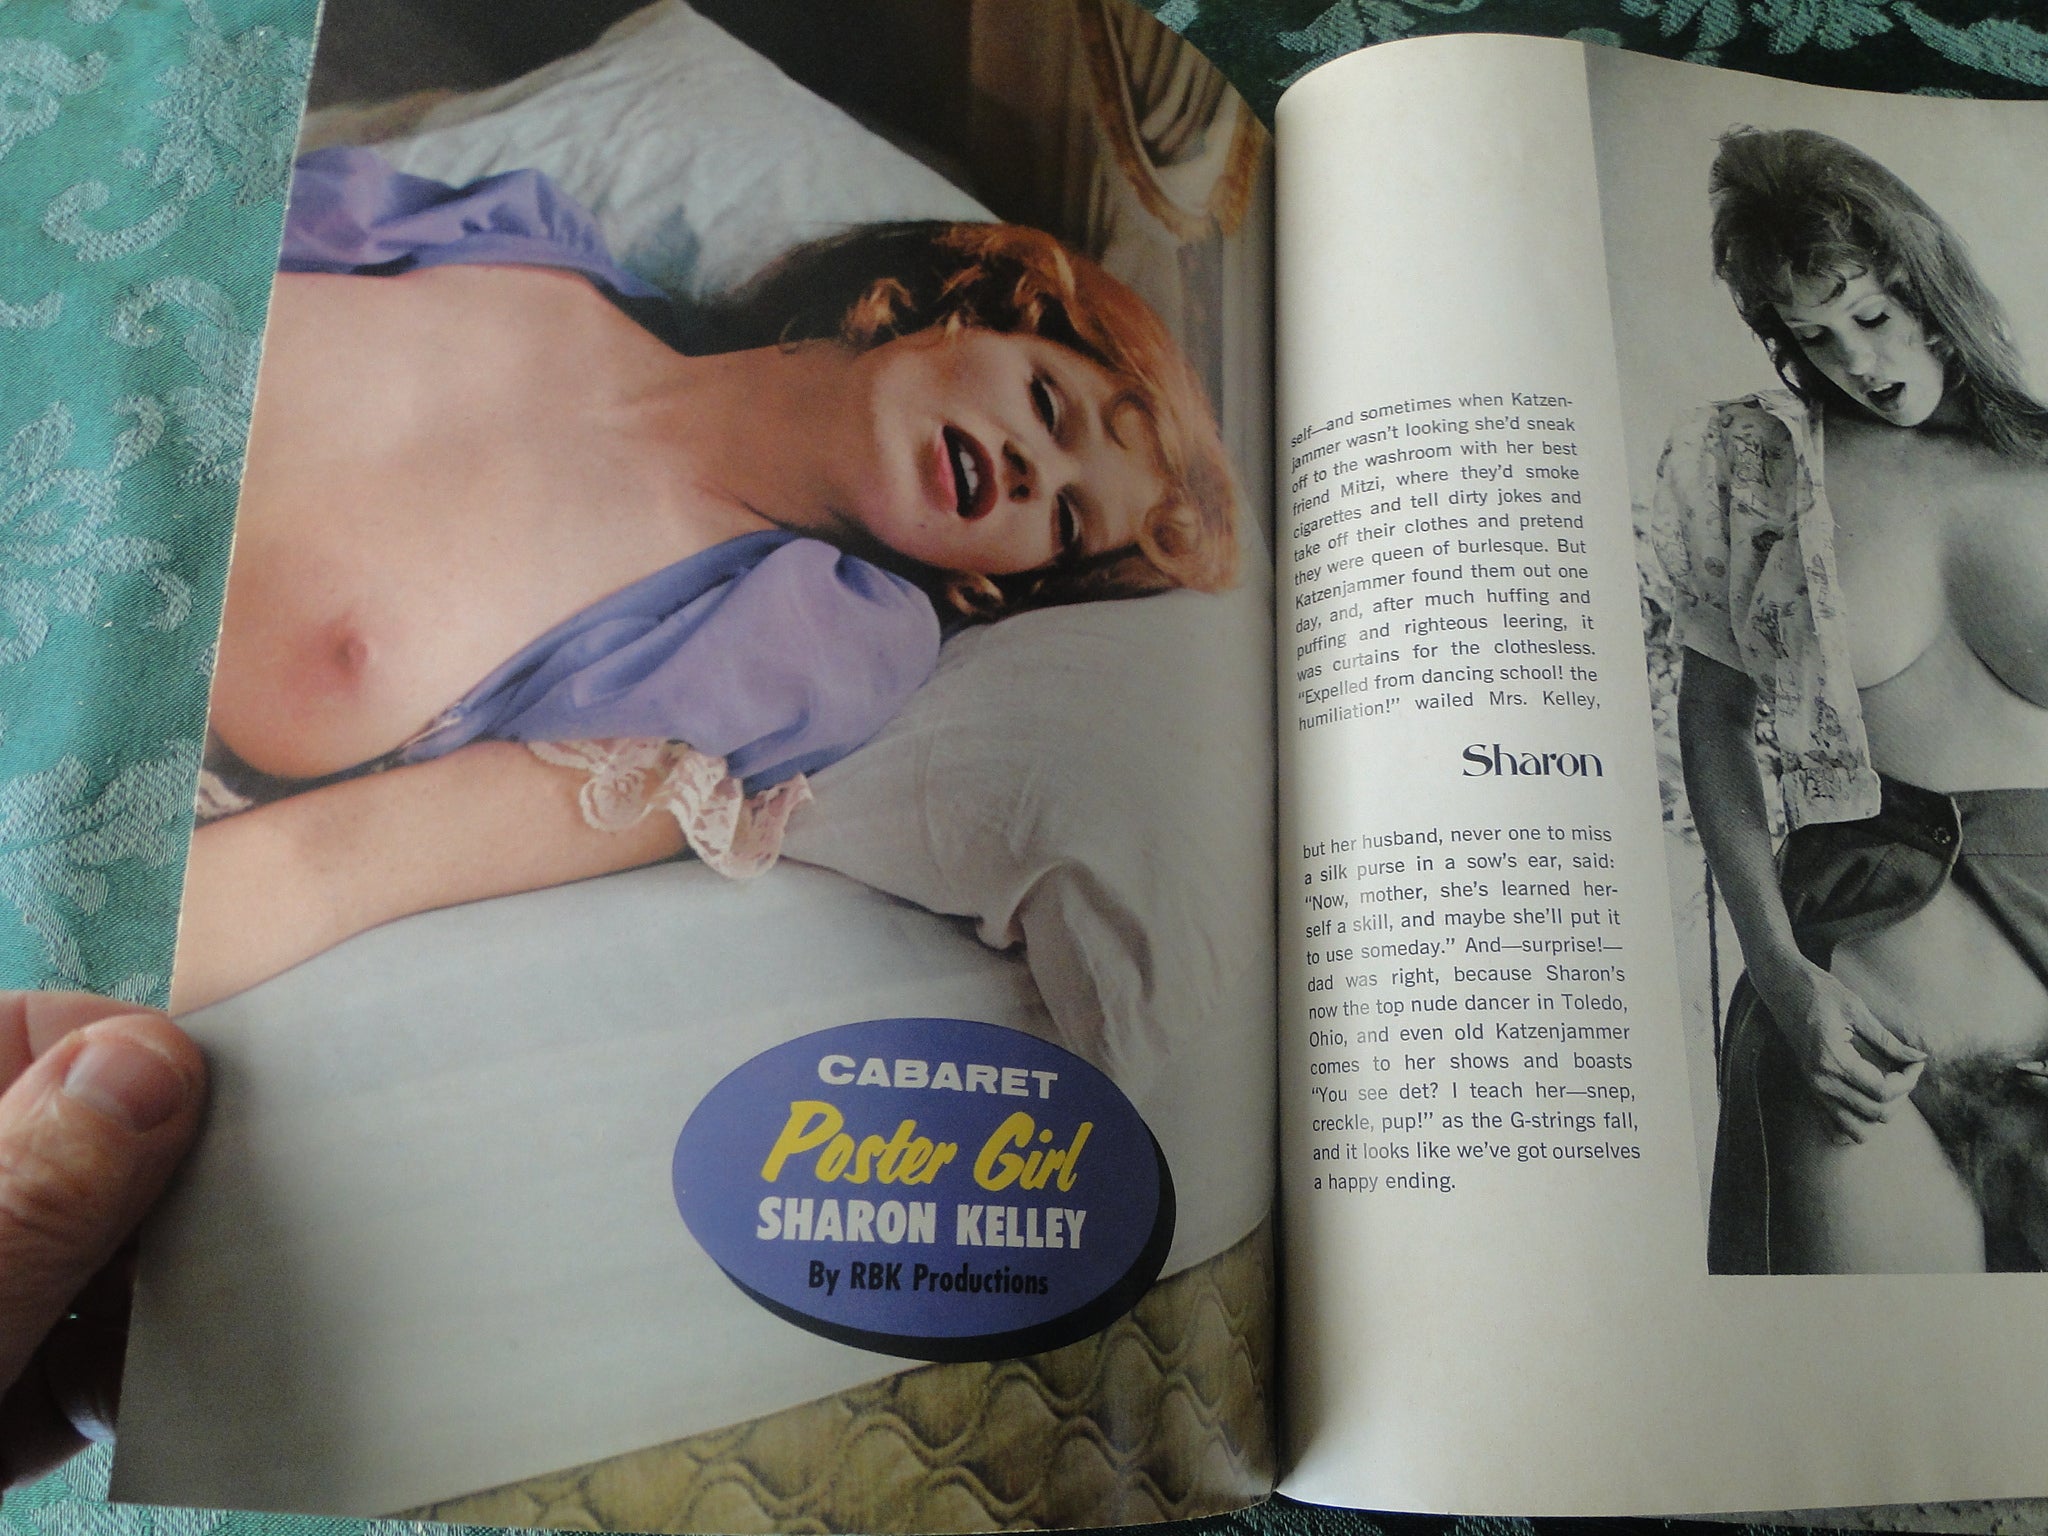 CABARET
Poster Girl
SHARON KELLEY
By RBK Productions
self—and sometimes when Katzen-
jammer wasn't looking she'd sneak
off to the washroom with her best
friend Mitzi, where they'd smoke
cigarettes and tell dirty jokes and
take off their clothes and pretend
they were queen of burlesque. But
Katzenjammer found them out one
day, and, after much huffing and
puffing and righteous leering, it
was curtains for the clothesless.
“Expelled from dancing school! the
humiliation!” wailed Mrs. Kelley,
Sharon
but her husband, never one to miss
a silk purse in a sow's ear, said:
“Now, mother, she's learned her-
self a skill, and maybe she'll put it
to use someday.” And—surprise!—
dad was right, because Sharon's
now the top nude dancer in Toledo,
Ohio, and even old Katzenjammer
comes to her shows and boasts
“You see det? I teach her—snep,
creckle, pup!” as the G-strings fall,
and it looks like we've got ourselves
a happy ending.